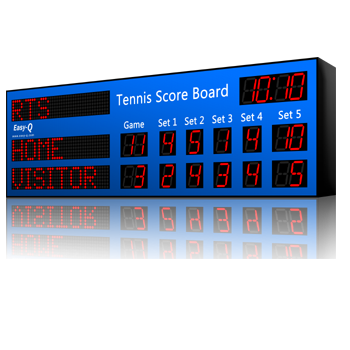 RTS
Tennis Score Board
10:10
Easy-Q
Game Set 1 Set 2 Set 3 Set 4 Set 5
HOME 11 4 5 1 4 10
VISITOR 3 2 4 3 4 5